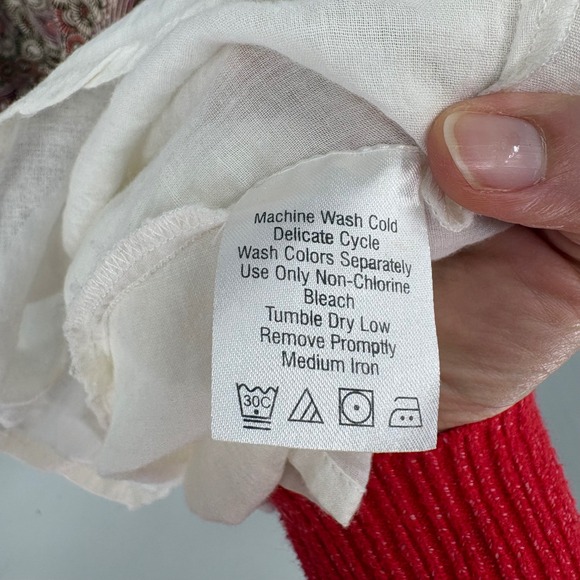 Machine Wash Cold
Delicate Cycle
Wash Colors Separately
Use Only Non-Chlorine
Bleach
Tumble Dry Low
Remove Promptly
Medium Iron
30C